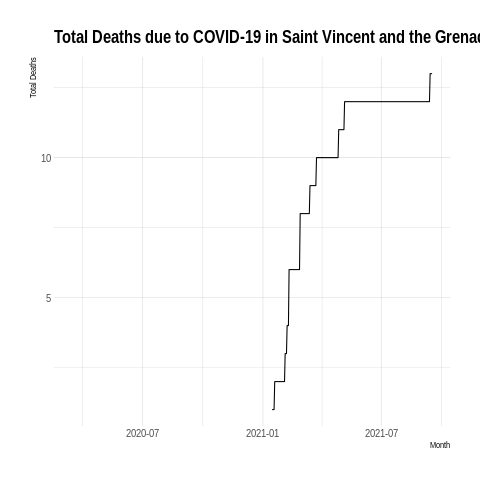 Total Deaths due to COVID-19 in Saint Vincent and the Grenad
Total Deaths
10
5
2020-07
2021-01
2021-07
Month